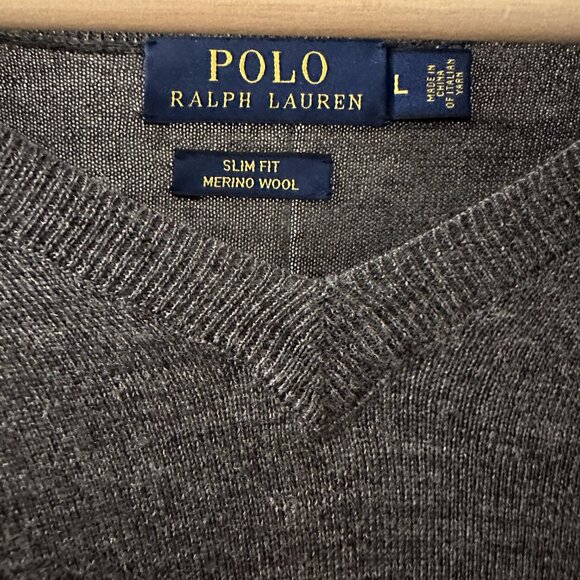 POLO
RALPH LAUREN
L
MADE IN
CHINA
OF ITALIAN
YARN
SLIM FIT
MERINO WOOL